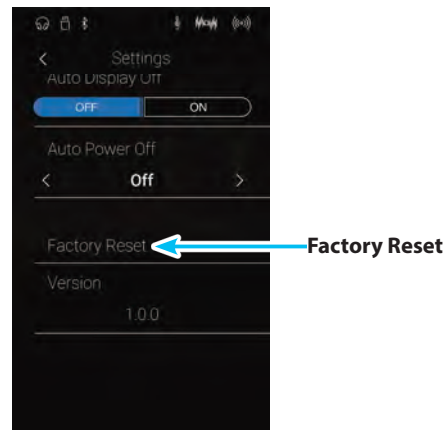 Settings
Auto Display Off
OFF ON
Auto Power Off
< Off >
Factory Reset
Factory Reset
Version
1.0.0